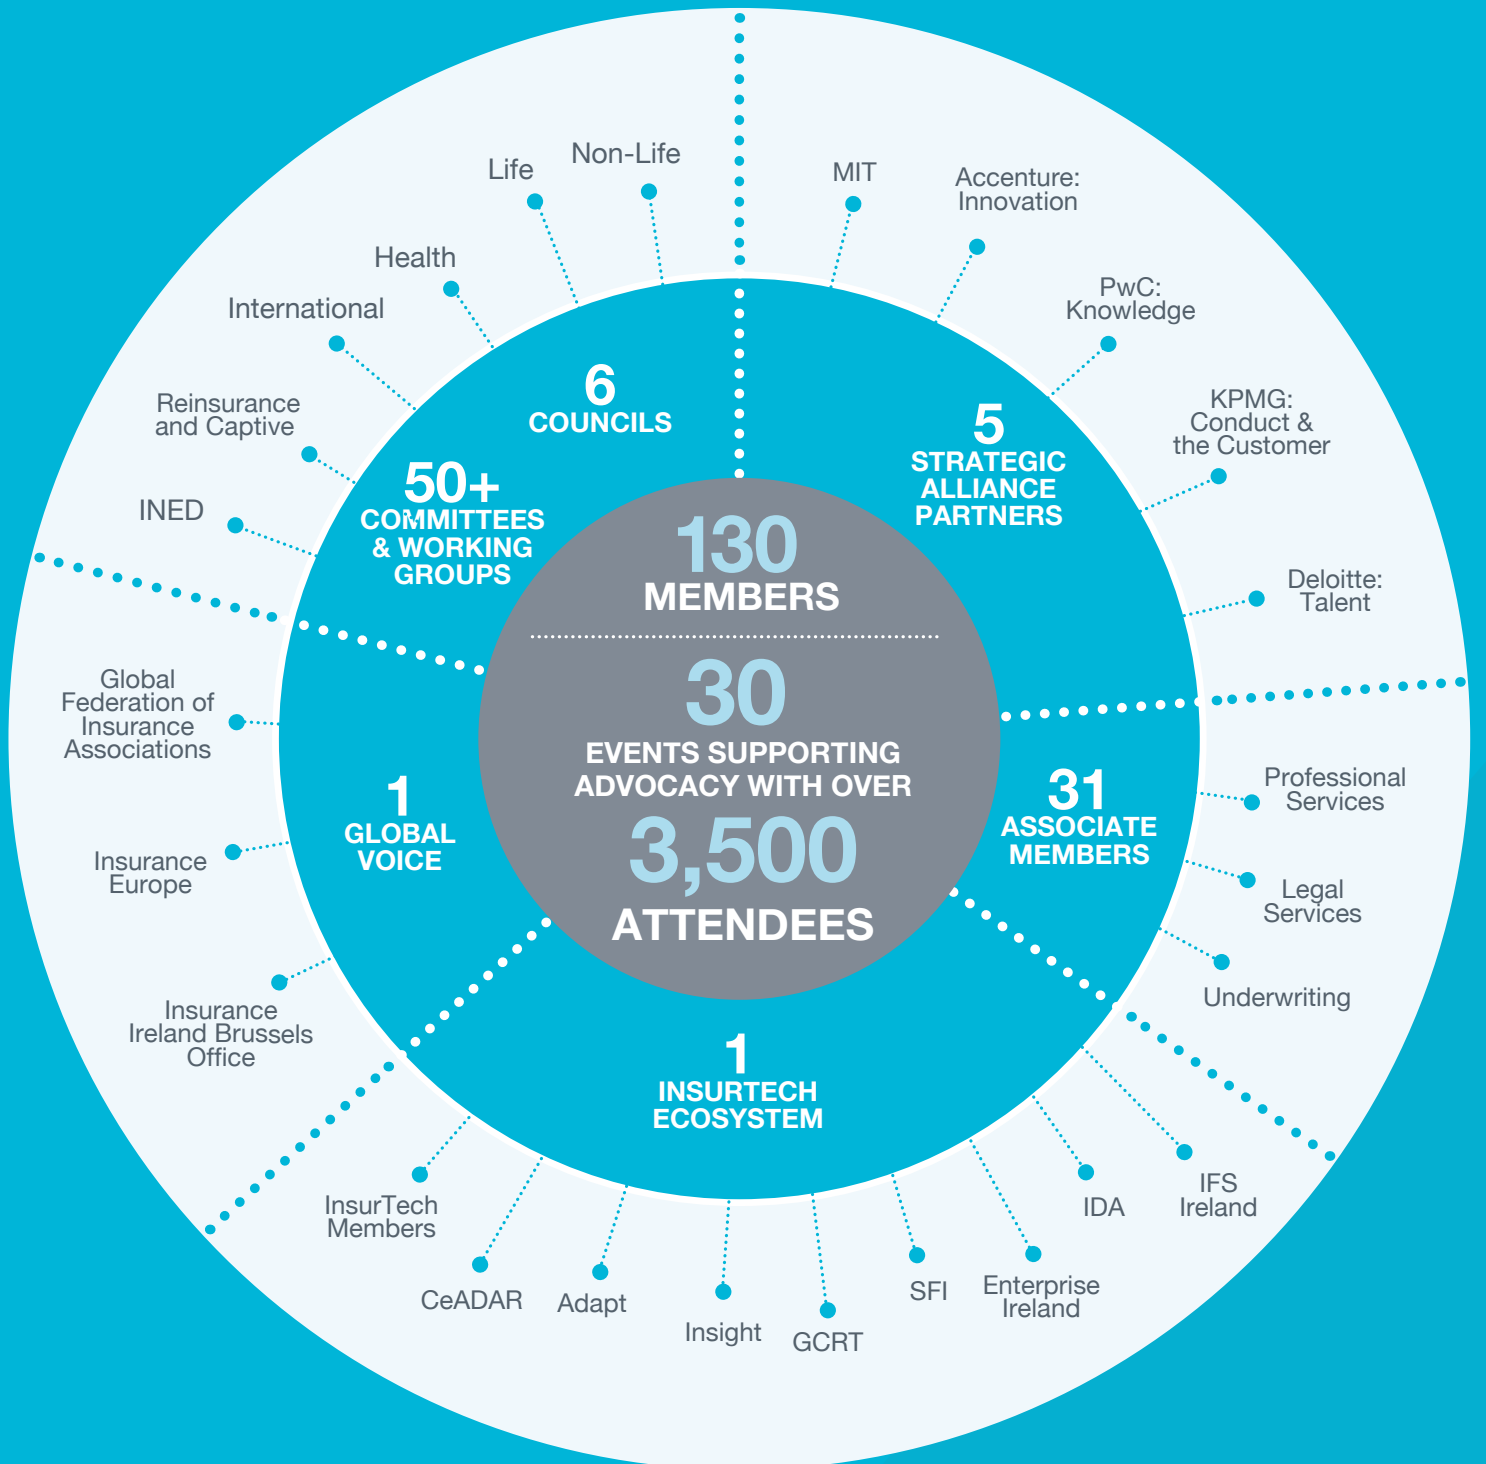 130
MEMBERS
30
EVENTS SUPPORTING
ADVOCACY WITH OVER
3,500
ATTENDEES
6
COUNCILS
50+
COMMITTEES
& WORKING
GROUPS
Non-Life
Life
Health
International
Reinsurance
and Captive
INED
5
STRATEGIC
ALLIANCE
PARTNERS
MIT
Accenture:
Innovation
PwC:
Knowledge
KPMG:
Conduct &
the Customer
Deloitte:
Talent
31
ASSOCIATE
MEMBERS
Professional
Services
Legal
Services
Underwriting
1
INSURTECH
ECOSYSTEM
IFS
Ireland
IDA
Enterprise
Ireland
SFI
GCRT
Insight
Adapt
CeADAR
InsurTech
Members
1
GLOBAL
VOICE
Global
Federation of
Insurance
Associations
Insurance
Europe
Insurance
Ireland Brussels
Office